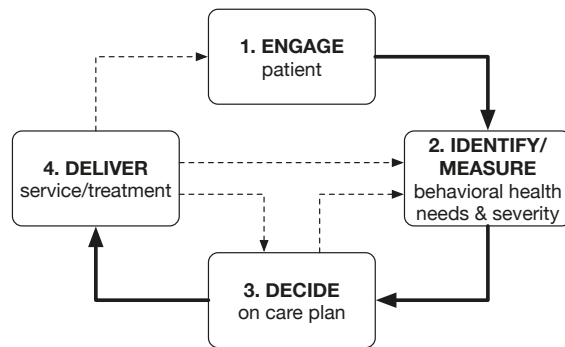 1. ENGAGE
patient
2. IDENTIFY/
MEASURE
behavioral health
needs & severity
3. DECIDE
on care plan
4. DELIVER
service/treatment